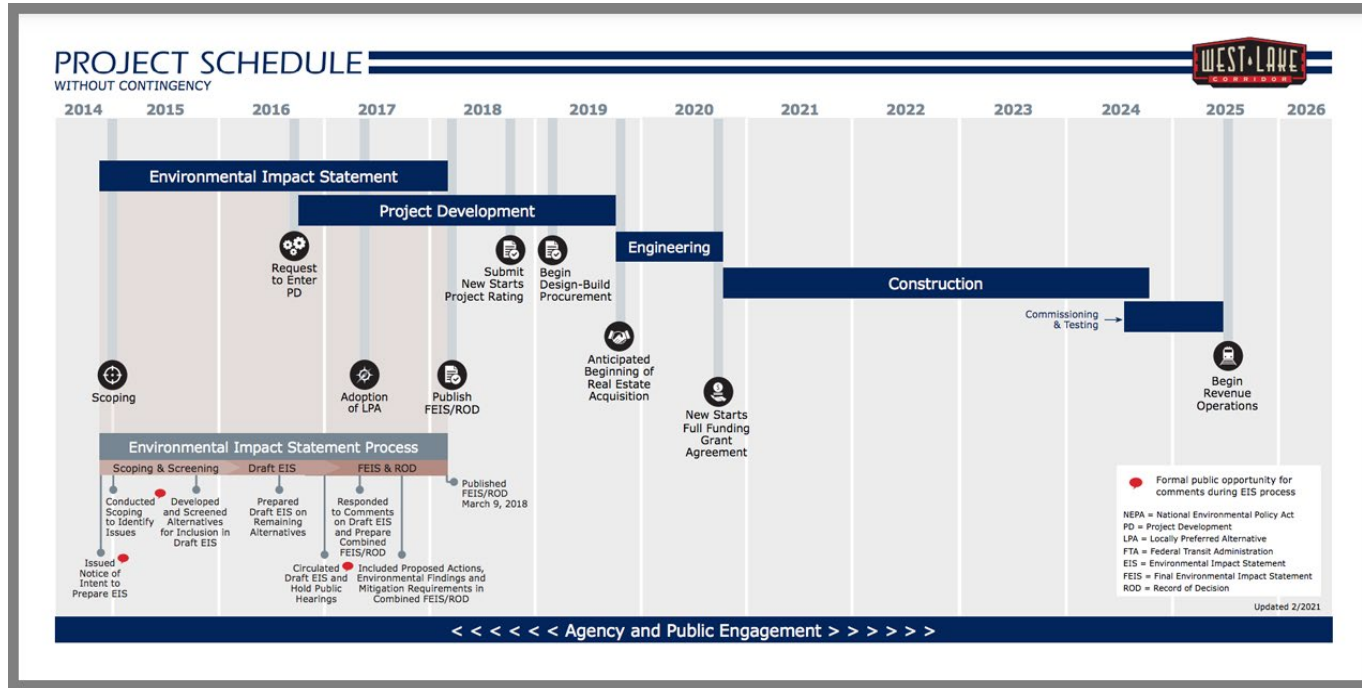 PROJECT SCHEDULE
WITHOUT CONTINGENCY
WEST LAKE
CORRIDOR
2014 2015 2016 2017 2018 2019 2020 2021 2022 2023 2024 2025 2026
Environmental Impact Statement
Project Development
Engineering
Construction
Commissioning
& Testing
Request
to Enter
PD
Submit
New Starts
Project Rating
Begin
Design-Build
Procurement
Scoping
Adoption
of LPA
Publish
FEIS/ROD
Anticipated
Beginning of
Real Estate
Acquisition
New Starts
Full Funding
Grant
Agreement
Begin
Revenue
Operations
Environmental Impact Statement Process
Scoping & Screening
Draft EIS
FEIS & ROD
Issued
Notice of
Intent to
Prepare EIS
Conducted
Scoping
to Identify
Issues
Developed
and Screened
Alternatives
for Inclusion in
Draft EIS
Prepared
Draft EIS on
Remaining
Alternatives
Circulated
Draft EIS and
Hold Public
Hearings
Responded
to Comments
on Draft EIS
and Prepare
Combined
FEIS/ROD
Included Proposed Actions,
Environmental Findings and
Mitigation Requirements in
Combined FEIS/ROD
Published
FEIS/ROD
March 9, 2018
Formal public opportunity for
comments during EIS process
NEPA = National Environmental Policy Act
PD = Project Development
LPA = Locally Preferred Alternative
FTA = Federal Transit Administration
EIS = Environmental Impact Statement
FEIS = Final Environmental Impact Statement
ROD = Record of Decision
Updated 2/2021
< < < < < < Agency and Public Engagement > > > > > >